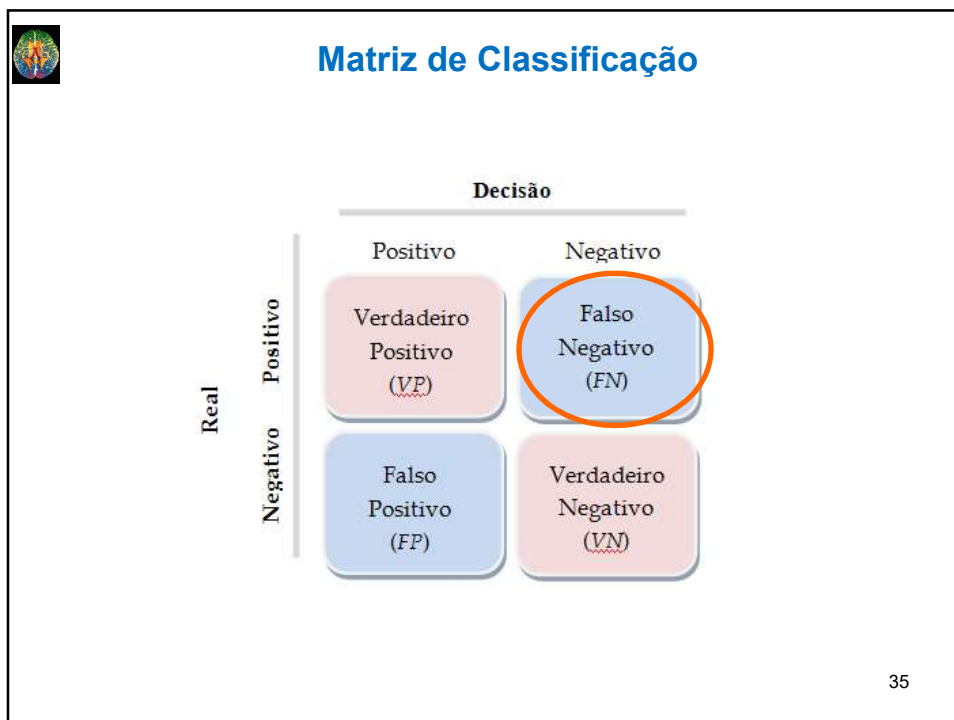 Matriz de Classificação
Decisão
Positivo
Negativo
Real
Positivo
Verdadeiro
Positivo
(VP)
Falso
Negativo
(FN)
Negativo
Falso
Positivo
(FP)
Verdadeiro
Negativo
(VN)
35